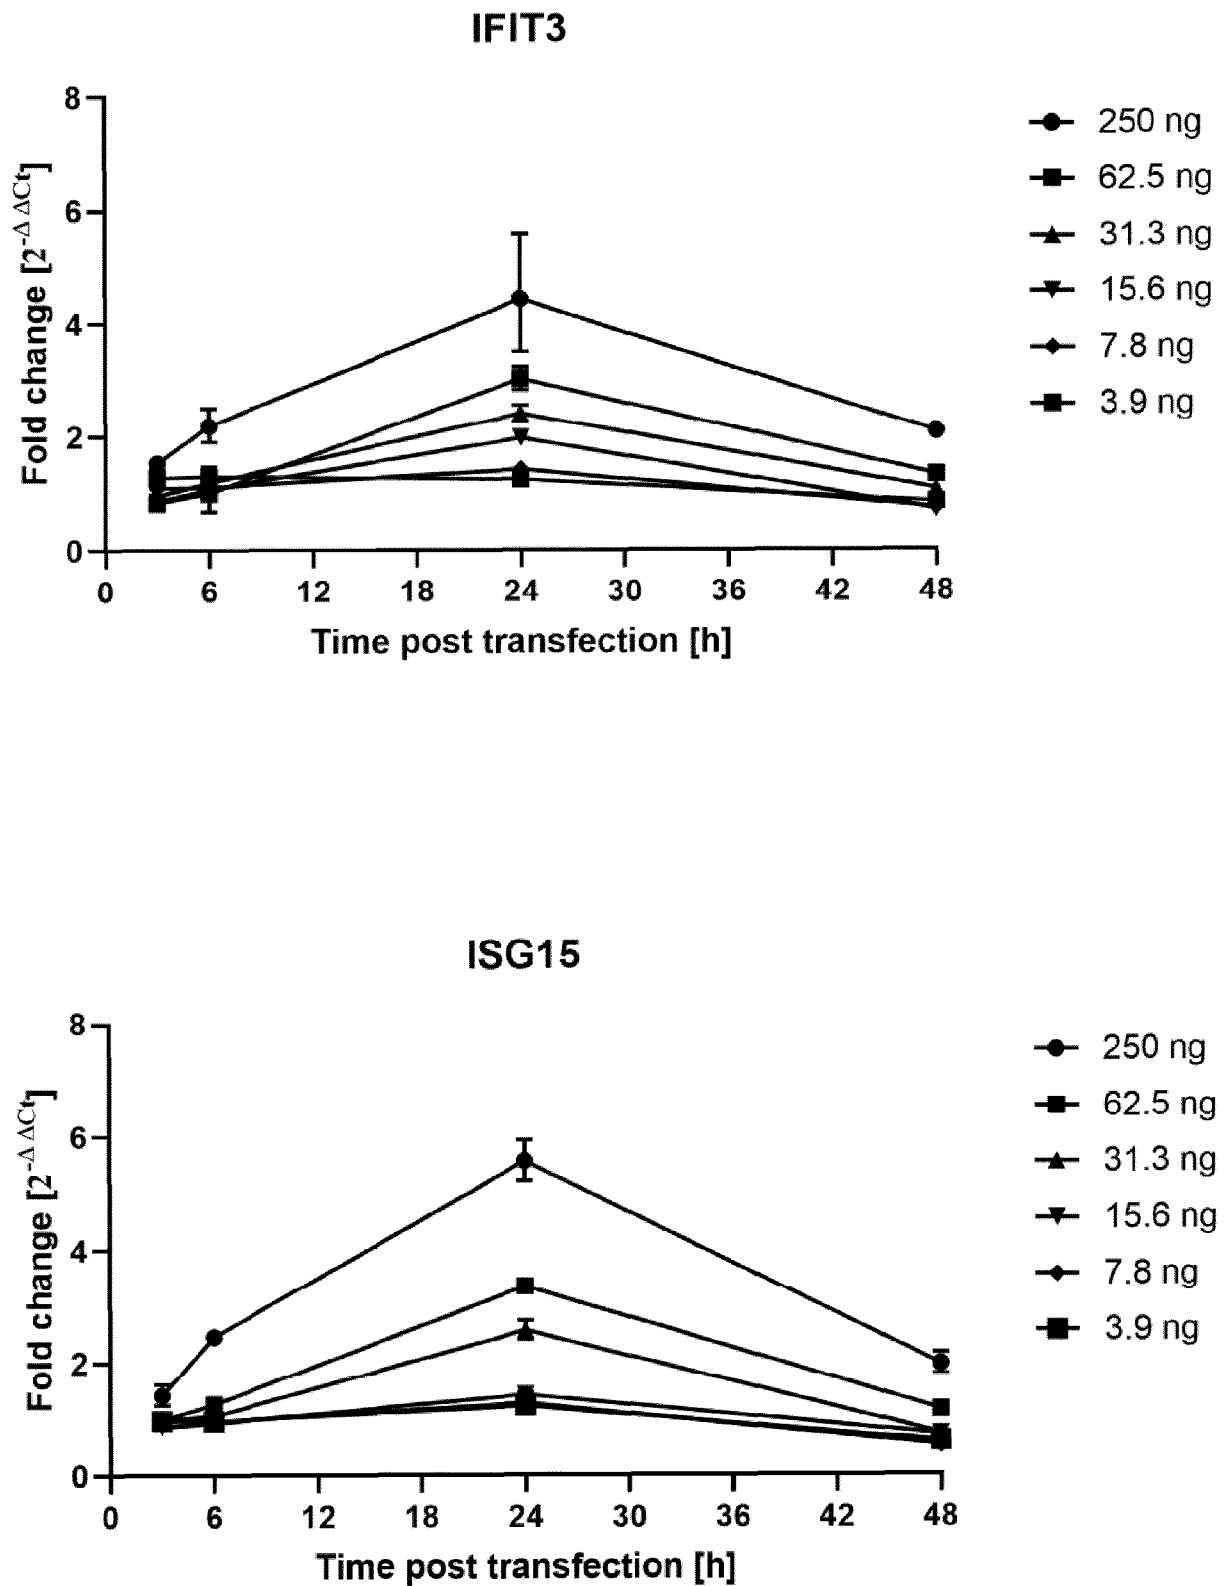 IFIT3
8
6
4
2
0
Fold change [2-Δ ΔCt]
0 6 12 18 24 30 36 42 48
Time post transfection [h]
250 ng
62.5 ng
31.3 ng
15.6 ng
7.8 ng
3.9 ng
ISG15
8
6
4
2
0
Fold change [2-Δ ΔCt]
0 6 12 18 24 30 36 42 48
Time post transfection [h]
250 ng
62.5 ng
31.3 ng
15.6 ng
7.8 ng
3.9 ng